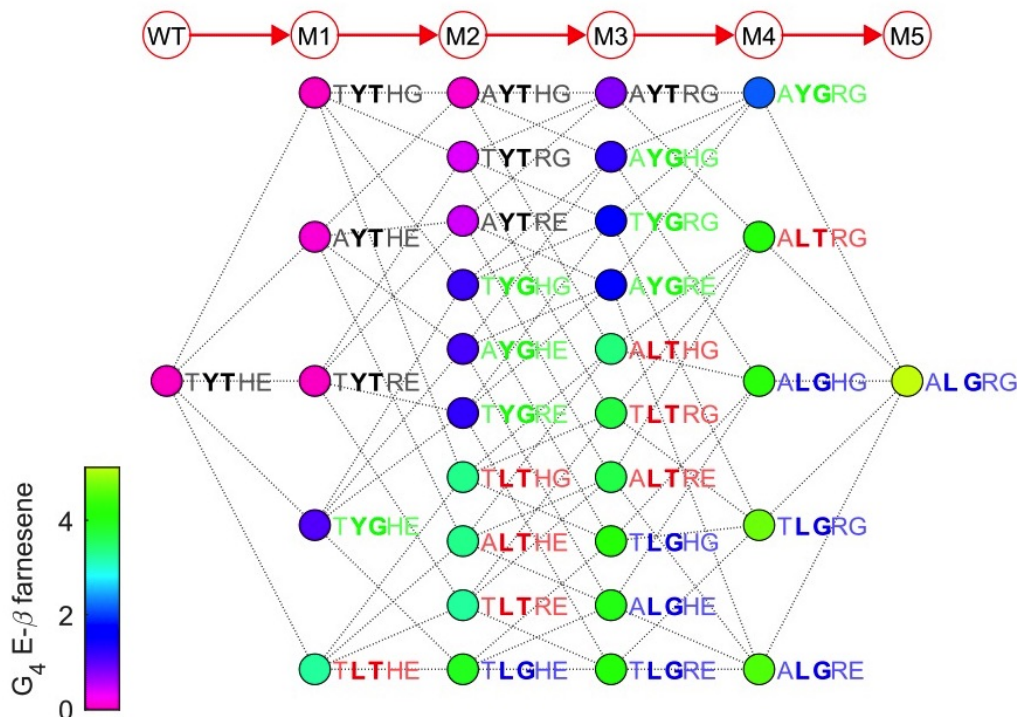 WT M1 M2 M3 M4 M5
TYTHG AYTHG AYTRG AYGRG
TYTRG AYGHG
AYTHE AYTRE TYGRG ALTRG
TYGHG AYGRE
AYGHE ALTHG
TYTHE TYTRE ALGHG ALGRG
TYGRE TLTRG
TLTHG ALTRE
TYGHE ALTHE TLGHG TLGRG
TLTRE ALGHE
TLTHE TLGHE TLGRE ALGRE
G4 E-β farnesene
4
2
0